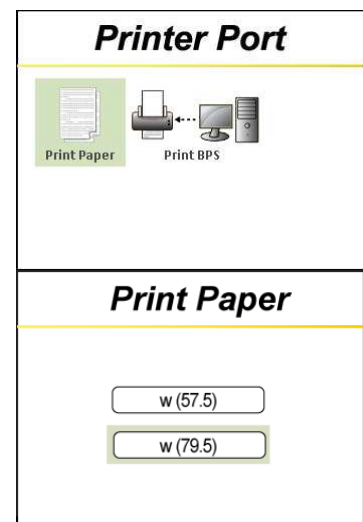 Printer Port
Print Paper Print BPS
Print Paper
w (57.5)
w (79.5)